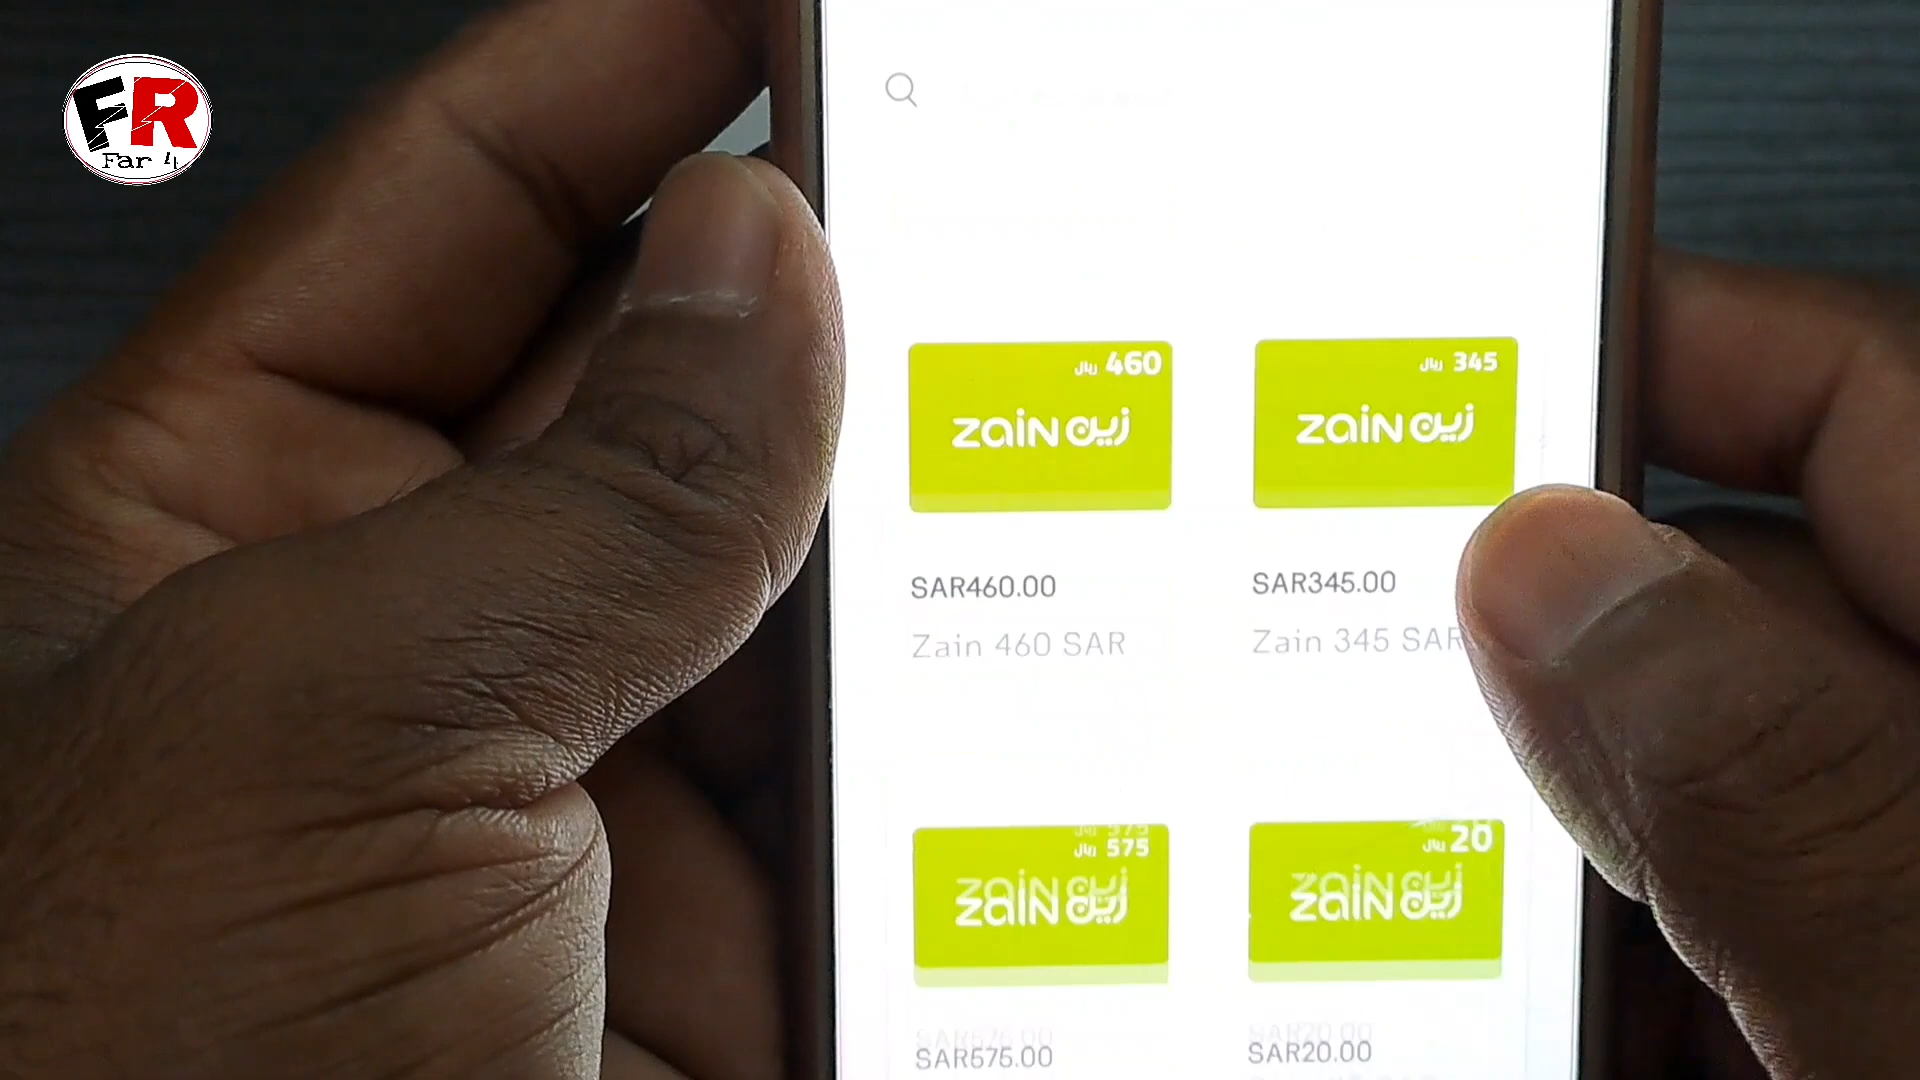 FR
Far 4
ريال 460
zain زين
SAR460.00
Zain 460 SAR
ريال 345
zain زين
SAR345.00
Zain 345 SAR
ريال 575
zain زين
SAR575.00
ريال 20
zain زين
SAR20.00